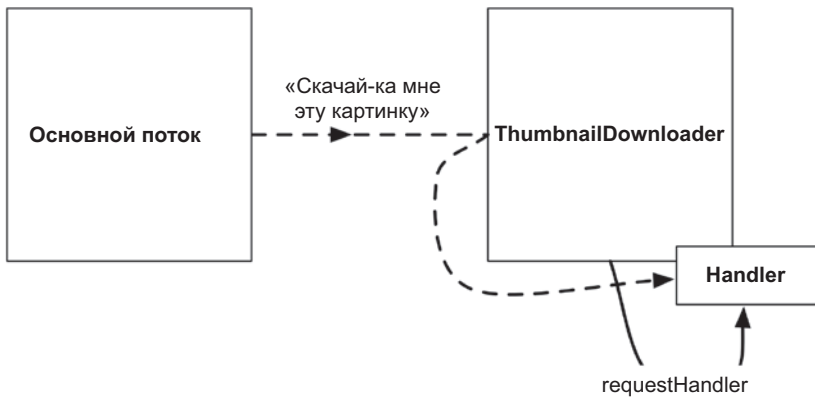 «Скачай-ка мне
эту картинку»
Основной поток
ThumbnailDownloader
Handler
requestHandler